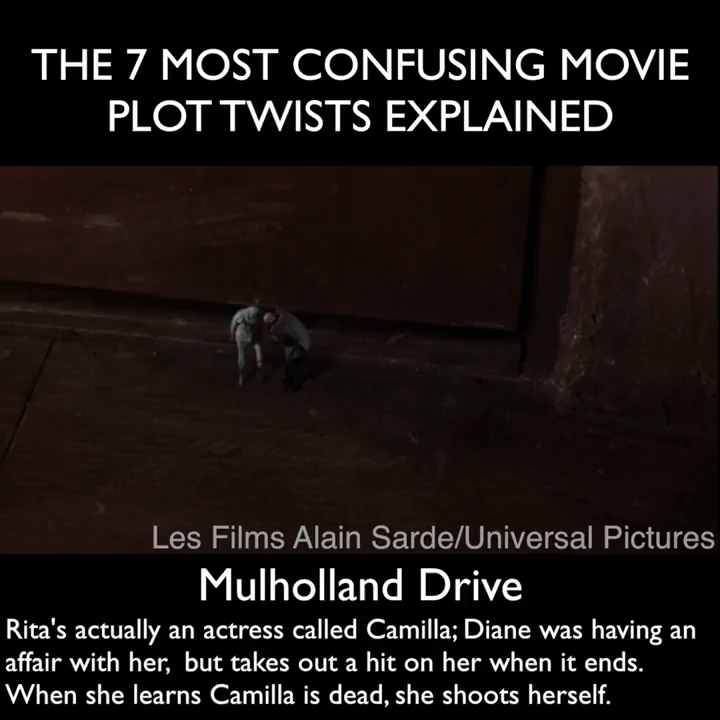 THE 7 MOST CONFUSING MOVIE
PLOT TWISTS EXPLAINED
Les Films Alain Sarde/Universal Pictures
Mulholland Drive
Rita's actually an actress called Camilla; Diane was having an
affair with her,  but takes out a hit on her when it ends.
When she learns Camilla is dead, she shoots herself.